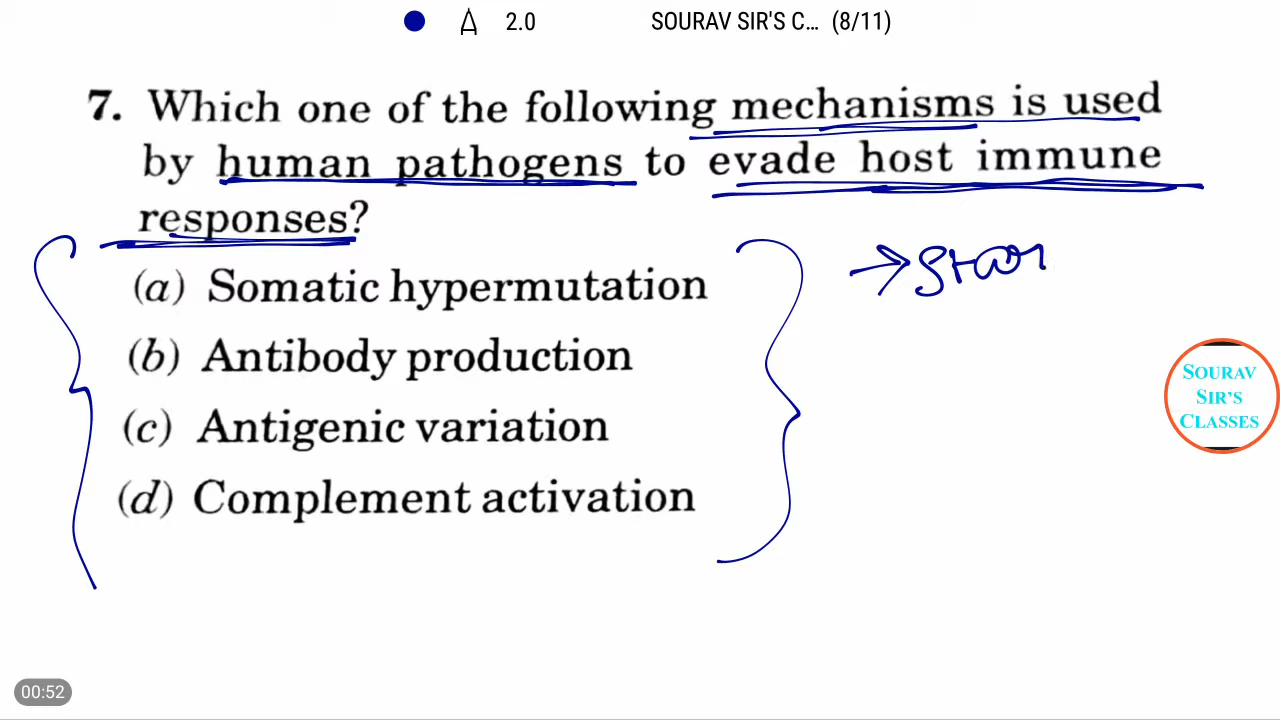 2.0 SOURAV SIR'S C... (8/11)
7. Which one of the following mechanisms is used
by human pathogens to evade host immune
responses?
(a) Somatic hypermutation
(b) Antibody production
(c) Antigenic variation
(d) Complement activation
SOURAV
SIR'S
CLASSES
00:52